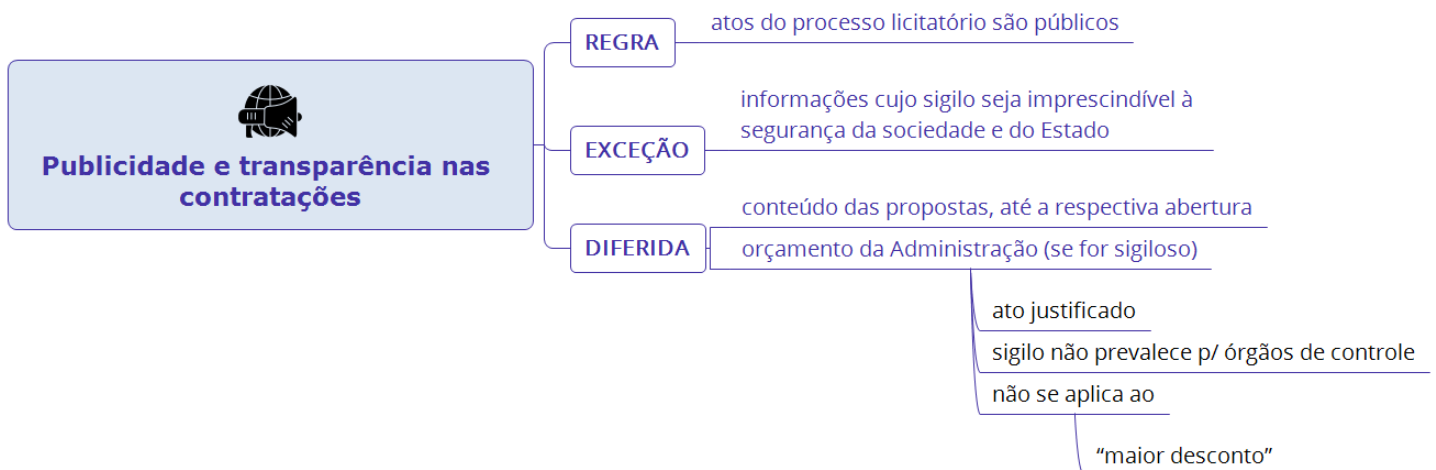 Publicidade e transparência nas
contratações
REGRA
atos do processo licitatório são públicos
EXCEÇÃO
informações cujo sigilo seja imprescindível à
segurança da sociedade e do Estado
DIFERIDA
conteúdo das propostas, até a respectiva abertura
orçamento da Administração (se for sigiloso)
ato justificado
sigilo não prevalece p/ órgãos de controle
não se aplica ao
“maior desconto”